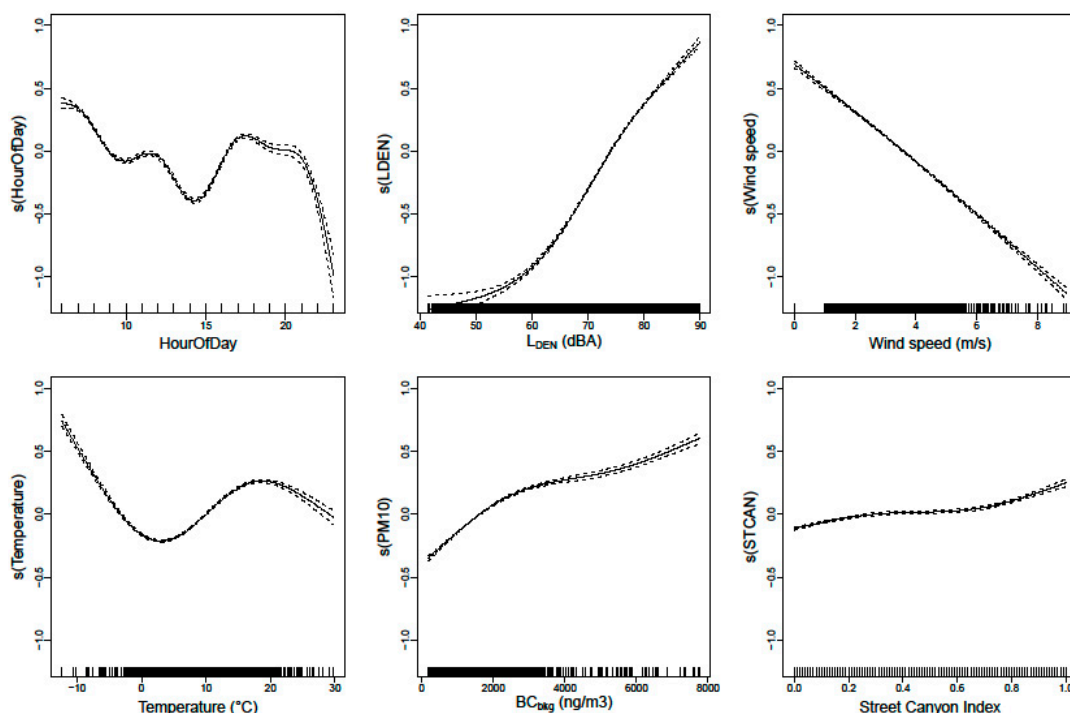 s(HourOfDay)
1.0
0.5
0.0
−0.5
−1.0
10
15
20
HourOfDay
s(LDEN)
1.0
0.5
0.0
−0.5
−1.0
40 50 60 70 80 90
L_DEN (dBA)
s(Wind speed)
1.0
0.5
0.0
−0.5
−1.0
0 2 4 6 8
Wind speed (m/s)
s(Temperature)
1.0
0.5
0.0
−0.5
−1.0
−10 0 10 20 30
Temperature (°C)
s(PM10)
1.0
0.5
0.0
−0.5
−1.0
0 2000 4000 6000 8000
BC_bkg (ng/m3)
s(STCAN)
1.0
0.5
0.0
−0.5
−1.0
0.0 0.2 0.4 0.6 0.8 1.0
Street Canyon Index